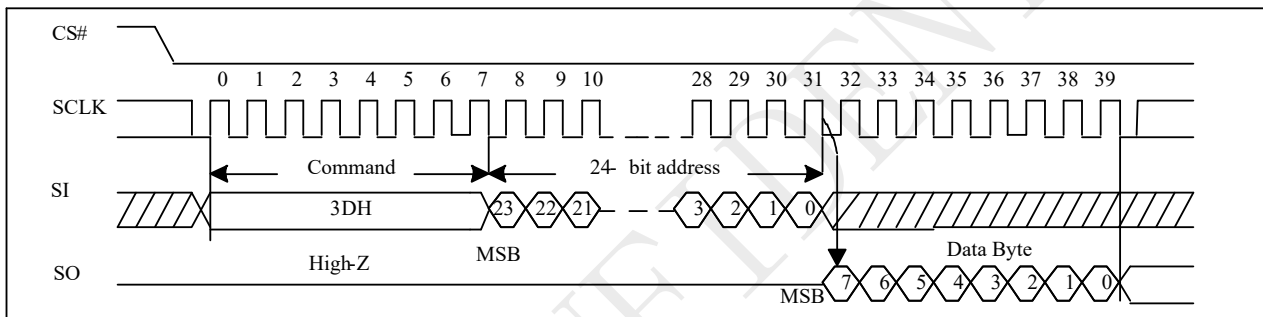 CS#
0 1 2 3 4 5 6 7 8 9 10 28 29 30 31 32 33 34 35 36 37 38 39
SCLK
Command 24- bit address
SI
3DH 23 22 21 3 2 1 0
High-Z MSB Data Byte
SO
MSB 7 6 5 4 3 2 1 0